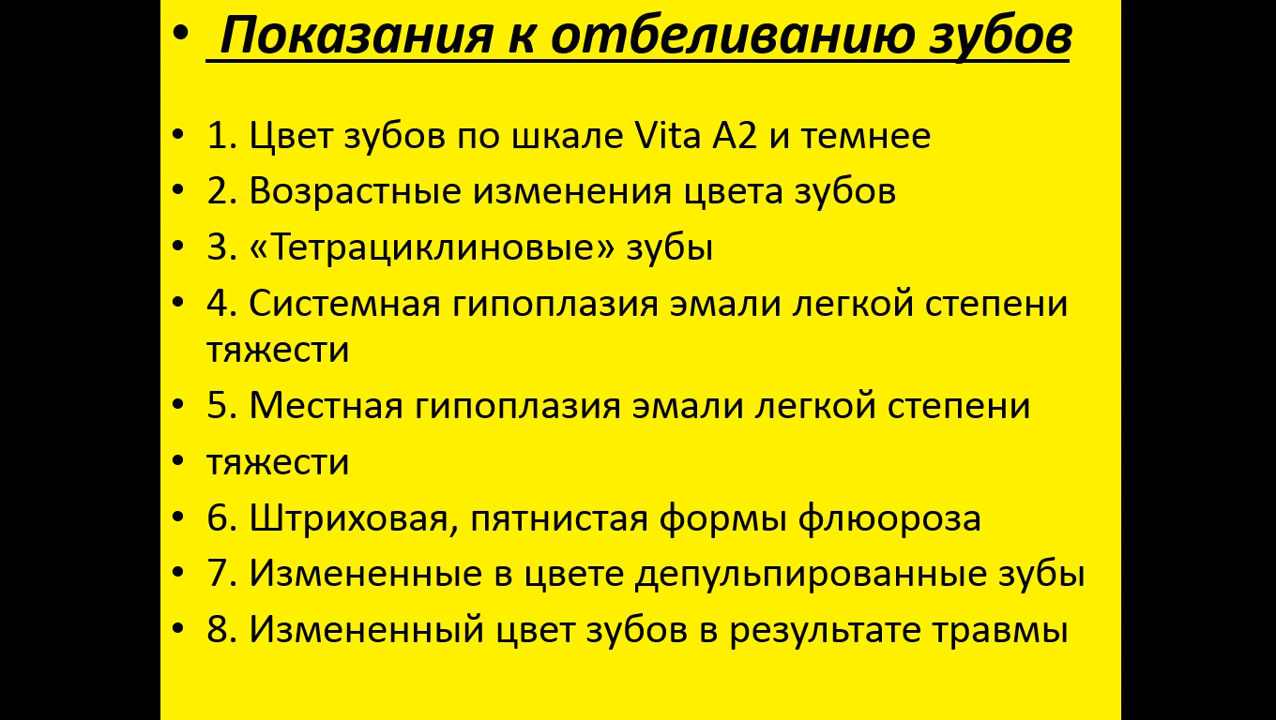 • Показания к отбеливанию зубов
• 1. Цвет зубов по шкале Vita A2 и темнее
• 2. Возрастные изменения цвета зубов
• 3. «Тетрациклиновые» зубы
• 4. Системная гипоплазия эмали легкой степени
тяжести
• 5. Местная гипоплазия эмали легкой степени
• тяжести
• 6. Штриховая, пятнистая формы флюороза
• 7. Измененные в цвете депульпированные зубы
• 8. Измененный цвет зубов в результате травмы